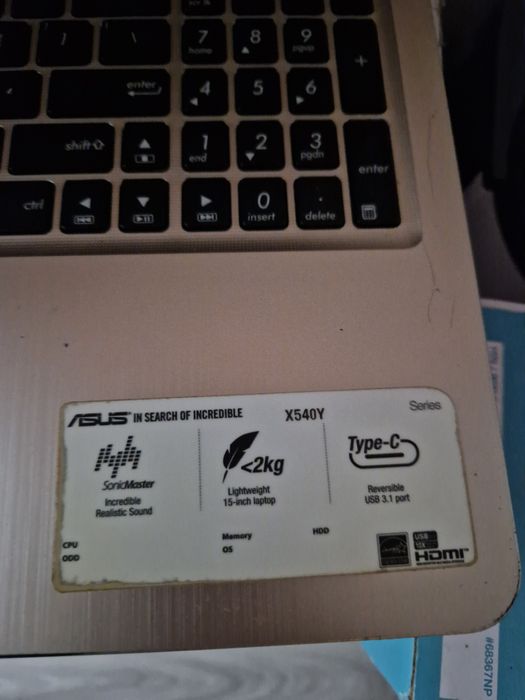 7 home
8
9 pgup
+
]
\
enter
4
5
6
shift
1 end
2
3 pgdn
enter
ctrl
0 insert
. delete
ASUS IN SEARCH OF INCREDIBLE X540Y Series
SonicMaster
Incredible
Realistic Sound
<2kg
Lightweight
15-inch laptop
Type-C
Reversible
USB 3.1 port
CPU
ODD
Memory
OS
HDD
USB
10X
HDMI
#68367NP